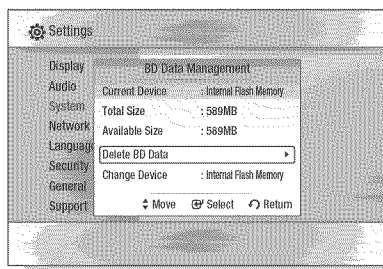 Settings
Display
Audio
System
Network
Language
Security
General
Support
BD Data Management
Current Device : Internal Flash Memory
Total Size : 589MB
Available Size : 589MB
Delete BD Data
Change Device : Internal Flash Memory
Move Select Return